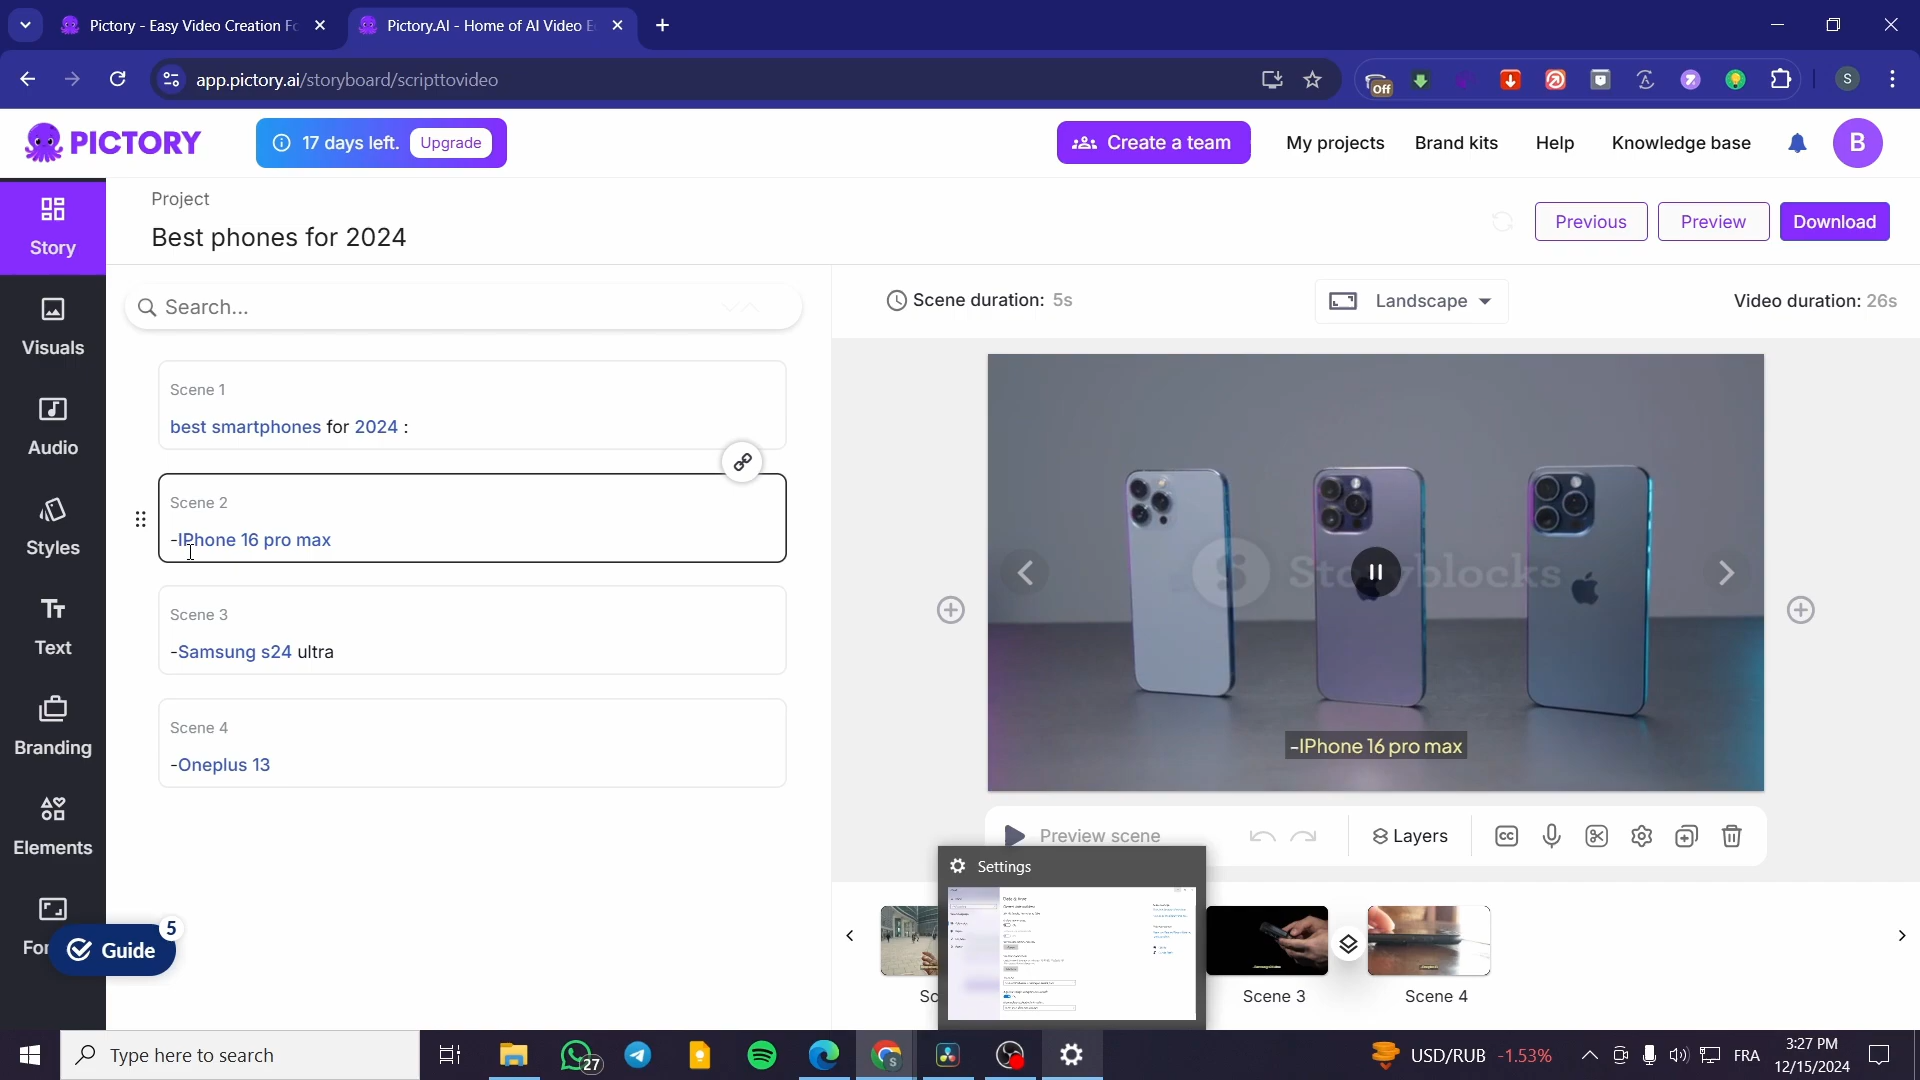 Pictory - Easy Video Creation Fo
Pictory.AI - Home of AI Video E
app.pictory.ai/storyboard/scripttovideo
Off
S
PICTORY
17 days left.
Upgrade
Create a team
My projects
Brand kits
Help
Knowledge base
B
Story
Visuals
Audio
Styles
Text
Branding
Elements
For
Guide
5
Project
Best phones for 2024
Previous
Preview
Download
Search...
Scene 1
best smartphones for 2024 :
Scene 2
-IPhone 16 pro max
Scene 3
-Samsung s24 ultra
Scene 4
-Oneplus 13
Scene duration: 5s
Landscape
Video duration: 26s
Storyblocks
-IPhone 16 pro max
Preview scene
Layers
CC
Settings
Sc
Scene 3
Scene 4
Type here to search
27
S
USD/RUB -1.53%
FRA
3:27 PM
12/15/2024